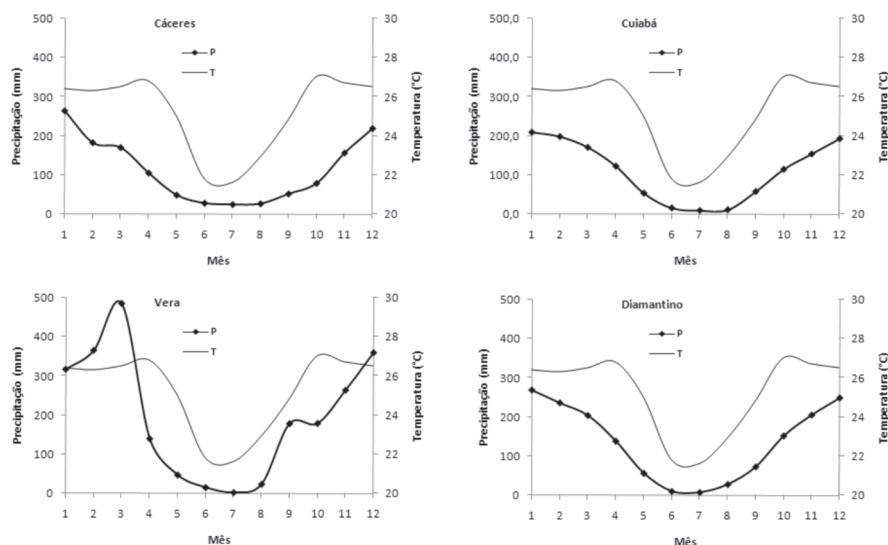 Cáceres
P
T
Precipitação (mm)
500
400
300
200
100
0
30
28
26
24
22
20
Temperatura (°C)
1 2 3 4 5 6 7 8 9 10 11 12
Mês
Cuiabá
P
T
Precipitação (mm)
500,0
400,0
300,0
200,0
100,0
0,0
30
28
26
24
22
20
Temperatura (°C)
1 2 3 4 5 6 7 8 9 10 11 12
Mês
Vera
P
T
Precipitação (mm)
500
400
300
200
100
0
30
28
26
24
22
20
Temperatura (°C)
1 2 3 4 5 6 7 8 9 10 11 12
Mês
Diamantino
P
T
Precipitação (mm)
500
400
300
200
100
0
30
28
26
24
22
20
Temperatura (°C)
1 2 3 4 5 6 7 8 9 10 11 12
Mês